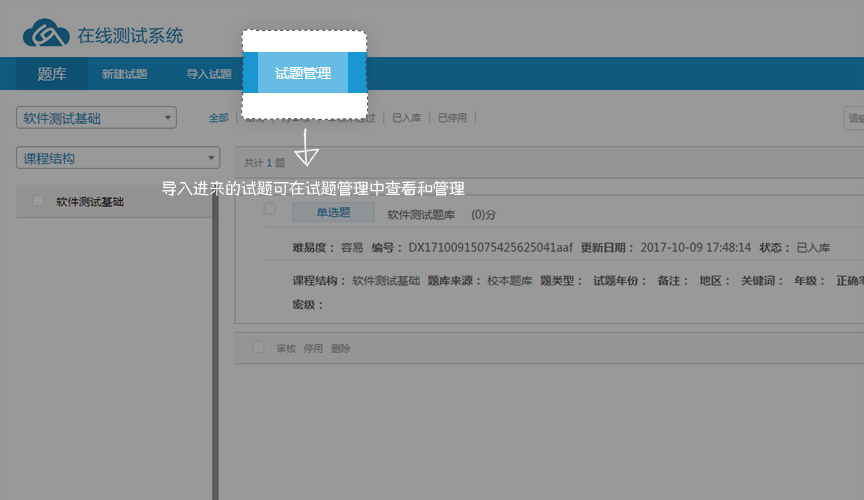 在线测试系统
题库 新建试题 导入试题 试题管理
软件测试基础 全部 已入库 已停用
课程结构
共计 1 题
导入进来的试题可在试题管理中查看和管理
软件测试基础
单选题 软件测试题库 (0)分
难易度： 容易 编号： DX17100915075425625041aaf 更新日期： 2017-10-09 17:48:14 状态： 已入库
课程结构： 软件测试基础 题库来源： 校本题库 题类型： 试题年份： 备注： 地区： 关键词： 年级： 正确率
密级：
审核 停用 删除